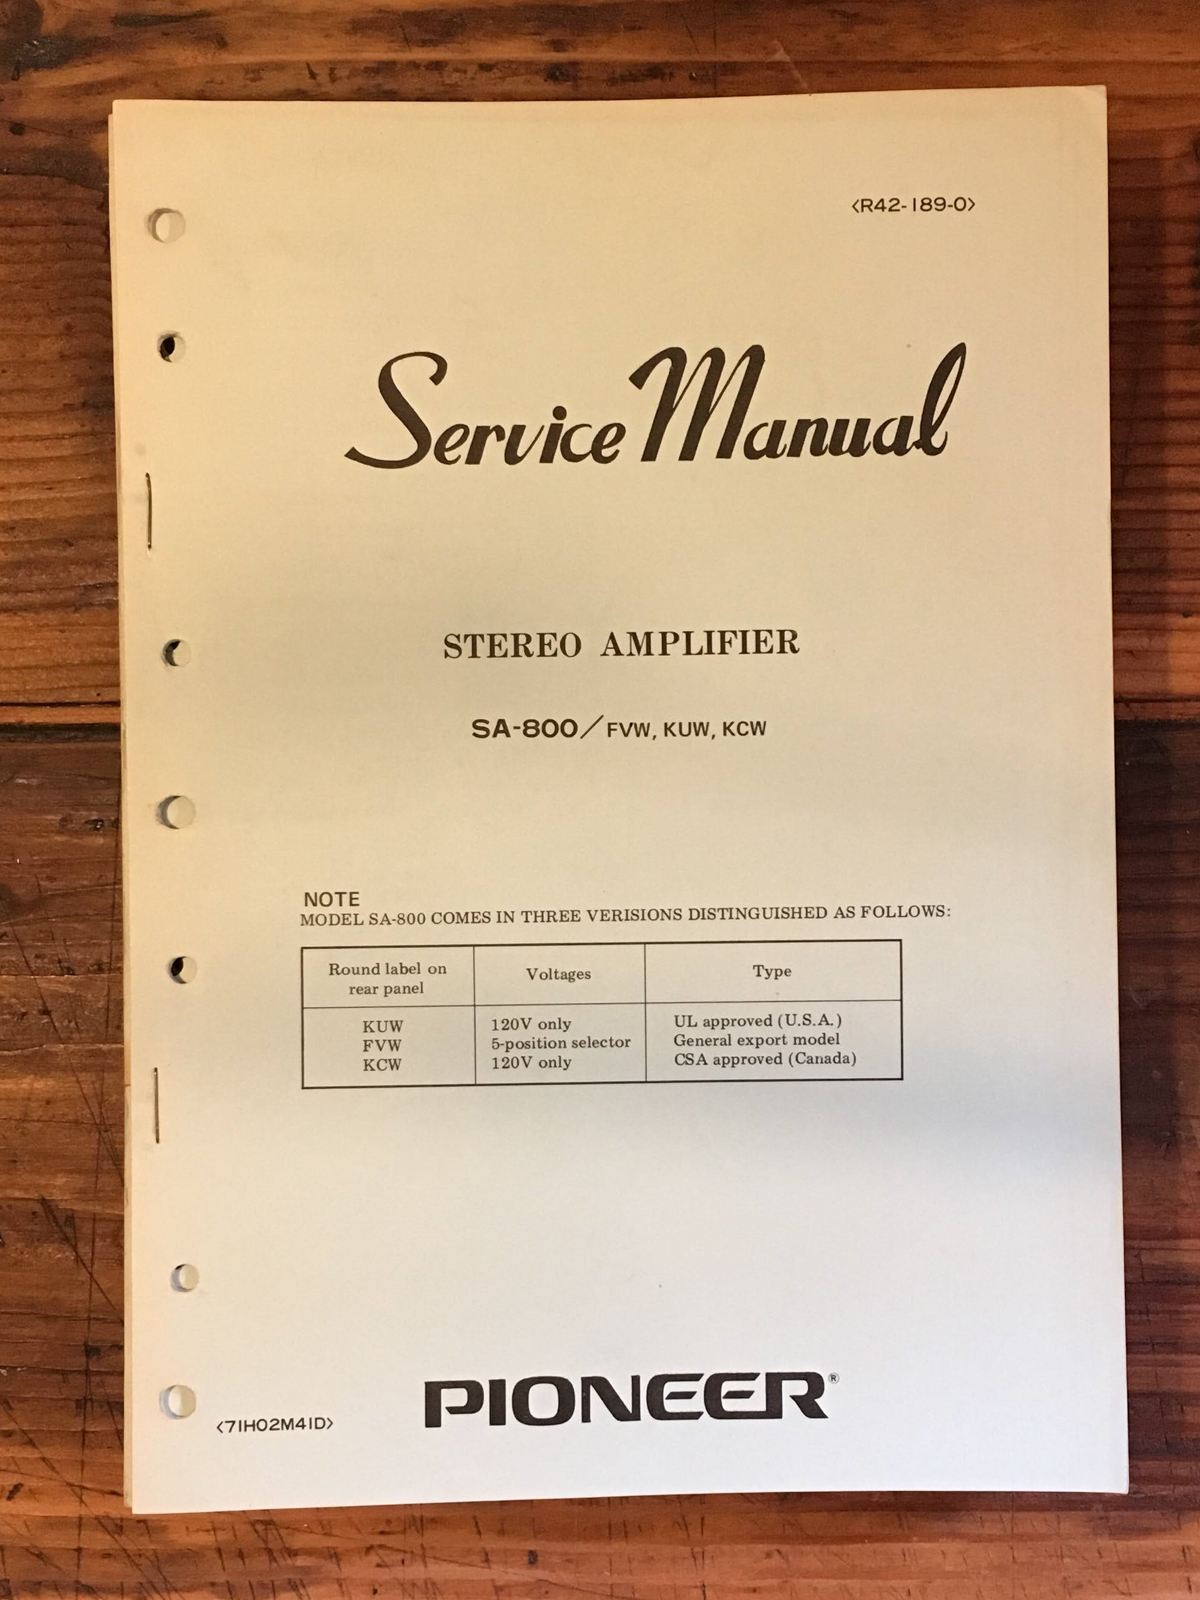 <R42-189-0>
Service Manual
STEREO AMPLIFIER
SA-800/FVW, KUW, KCW
NOTE
MODEL SA-800 COMES IN THREE VERISIONS DISTINGUISHED AS FOLLOWS:
Round label on rear panel Voltages Type
KUW 120V only UL approved (U.S.A.)
FVW 5-position selector General export model
KCW 120V only CSA approved (Canada)
<71H02M41D>
PIONEER®